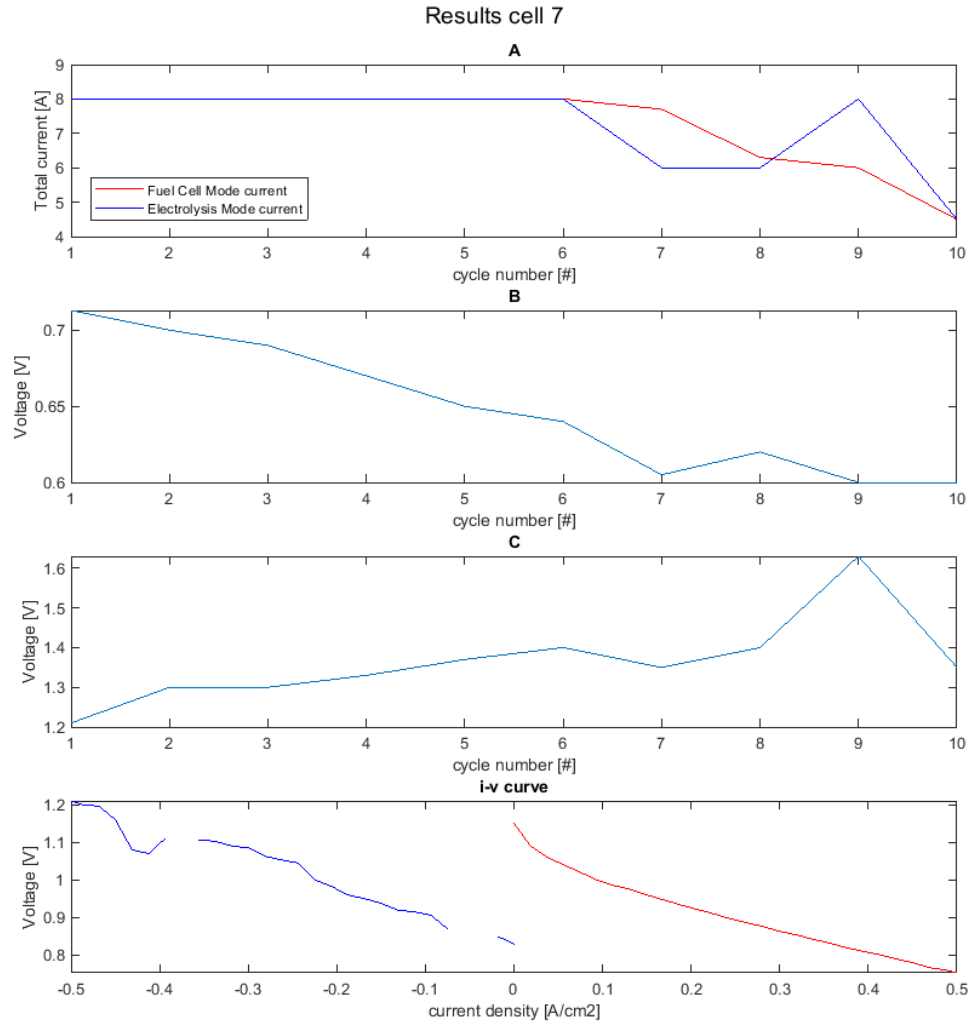 Results cell 7
A
Total current [A]
9
8
7
6
5
4
Fuel Cell Mode current
Electrolysis Mode current
1 2 3 4 5 6 7 8 9 10
cycle number [#]
B
Voltage [V]
0.7
0.65
0.6
1 2 3 4 5 6 7 8 9 10
cycle number [#]
C
Voltage [V]
1.6
1.5
1.4
1.3
1.2
1 2 3 4 5 6 7 8 9 10
cycle number [#]
i-v curve
Voltage [V]
1.2
1.1
1
0.9
0.8
-0.5 -0.4 -0.3 -0.2 -0.1 0 0.1 0.2 0.3 0.4 0.5
current density [A/cm2]